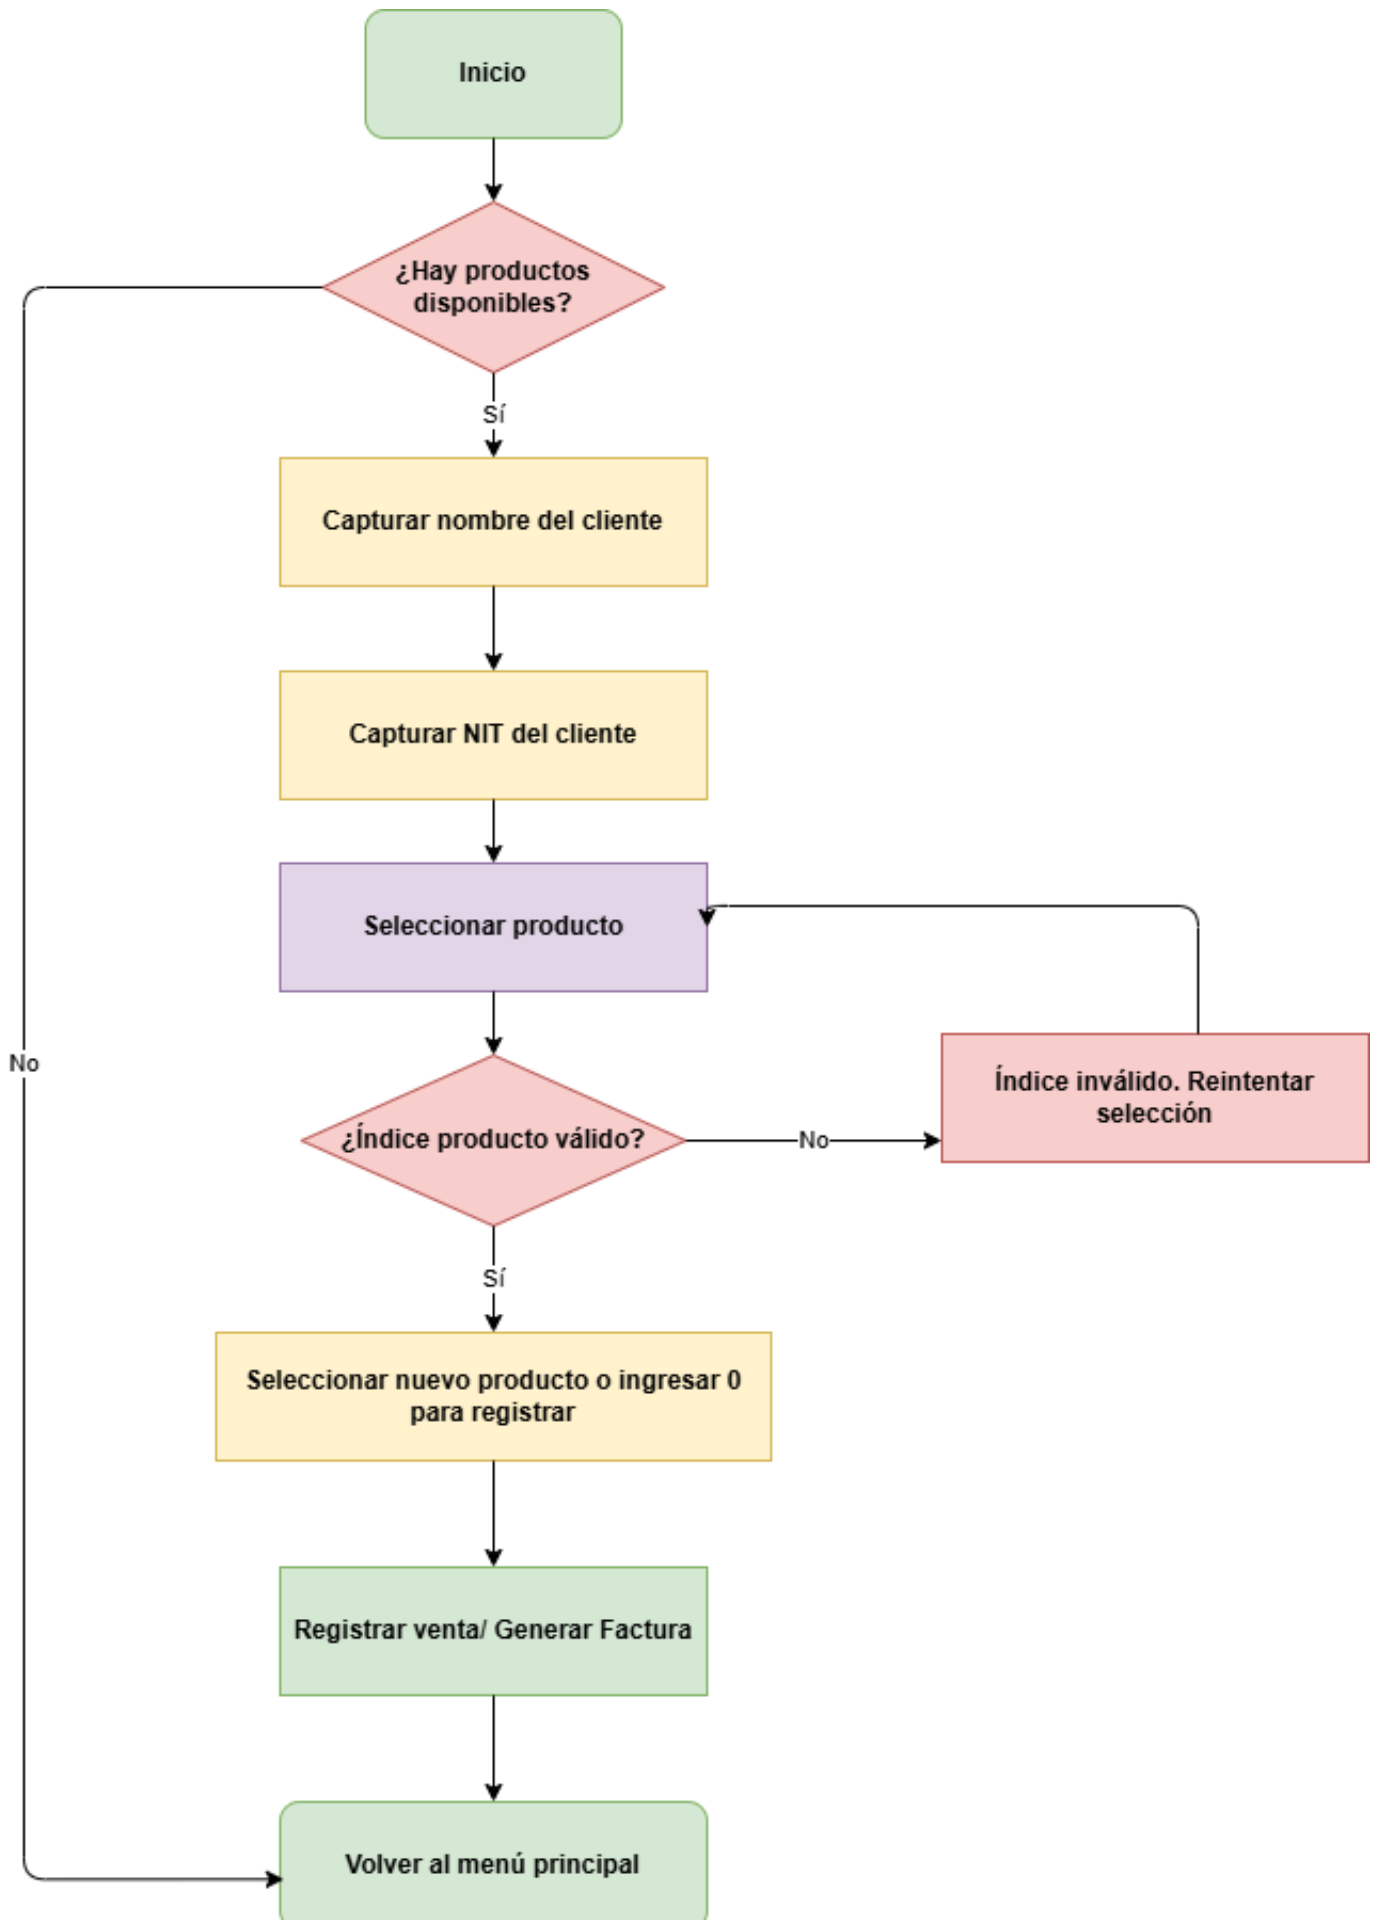 Inicio
¿Hay productos
disponibles?
Sí
Capturar nombre del cliente
Capturar NIT del cliente
Seleccionar producto
No
Índice inválido. Reintentar
selección
¿Índice producto válido?
No
Sí
Seleccionar nuevo producto o ingresar 0
para registrar
Registrar venta/ Generar Factura
Volver al menú principal